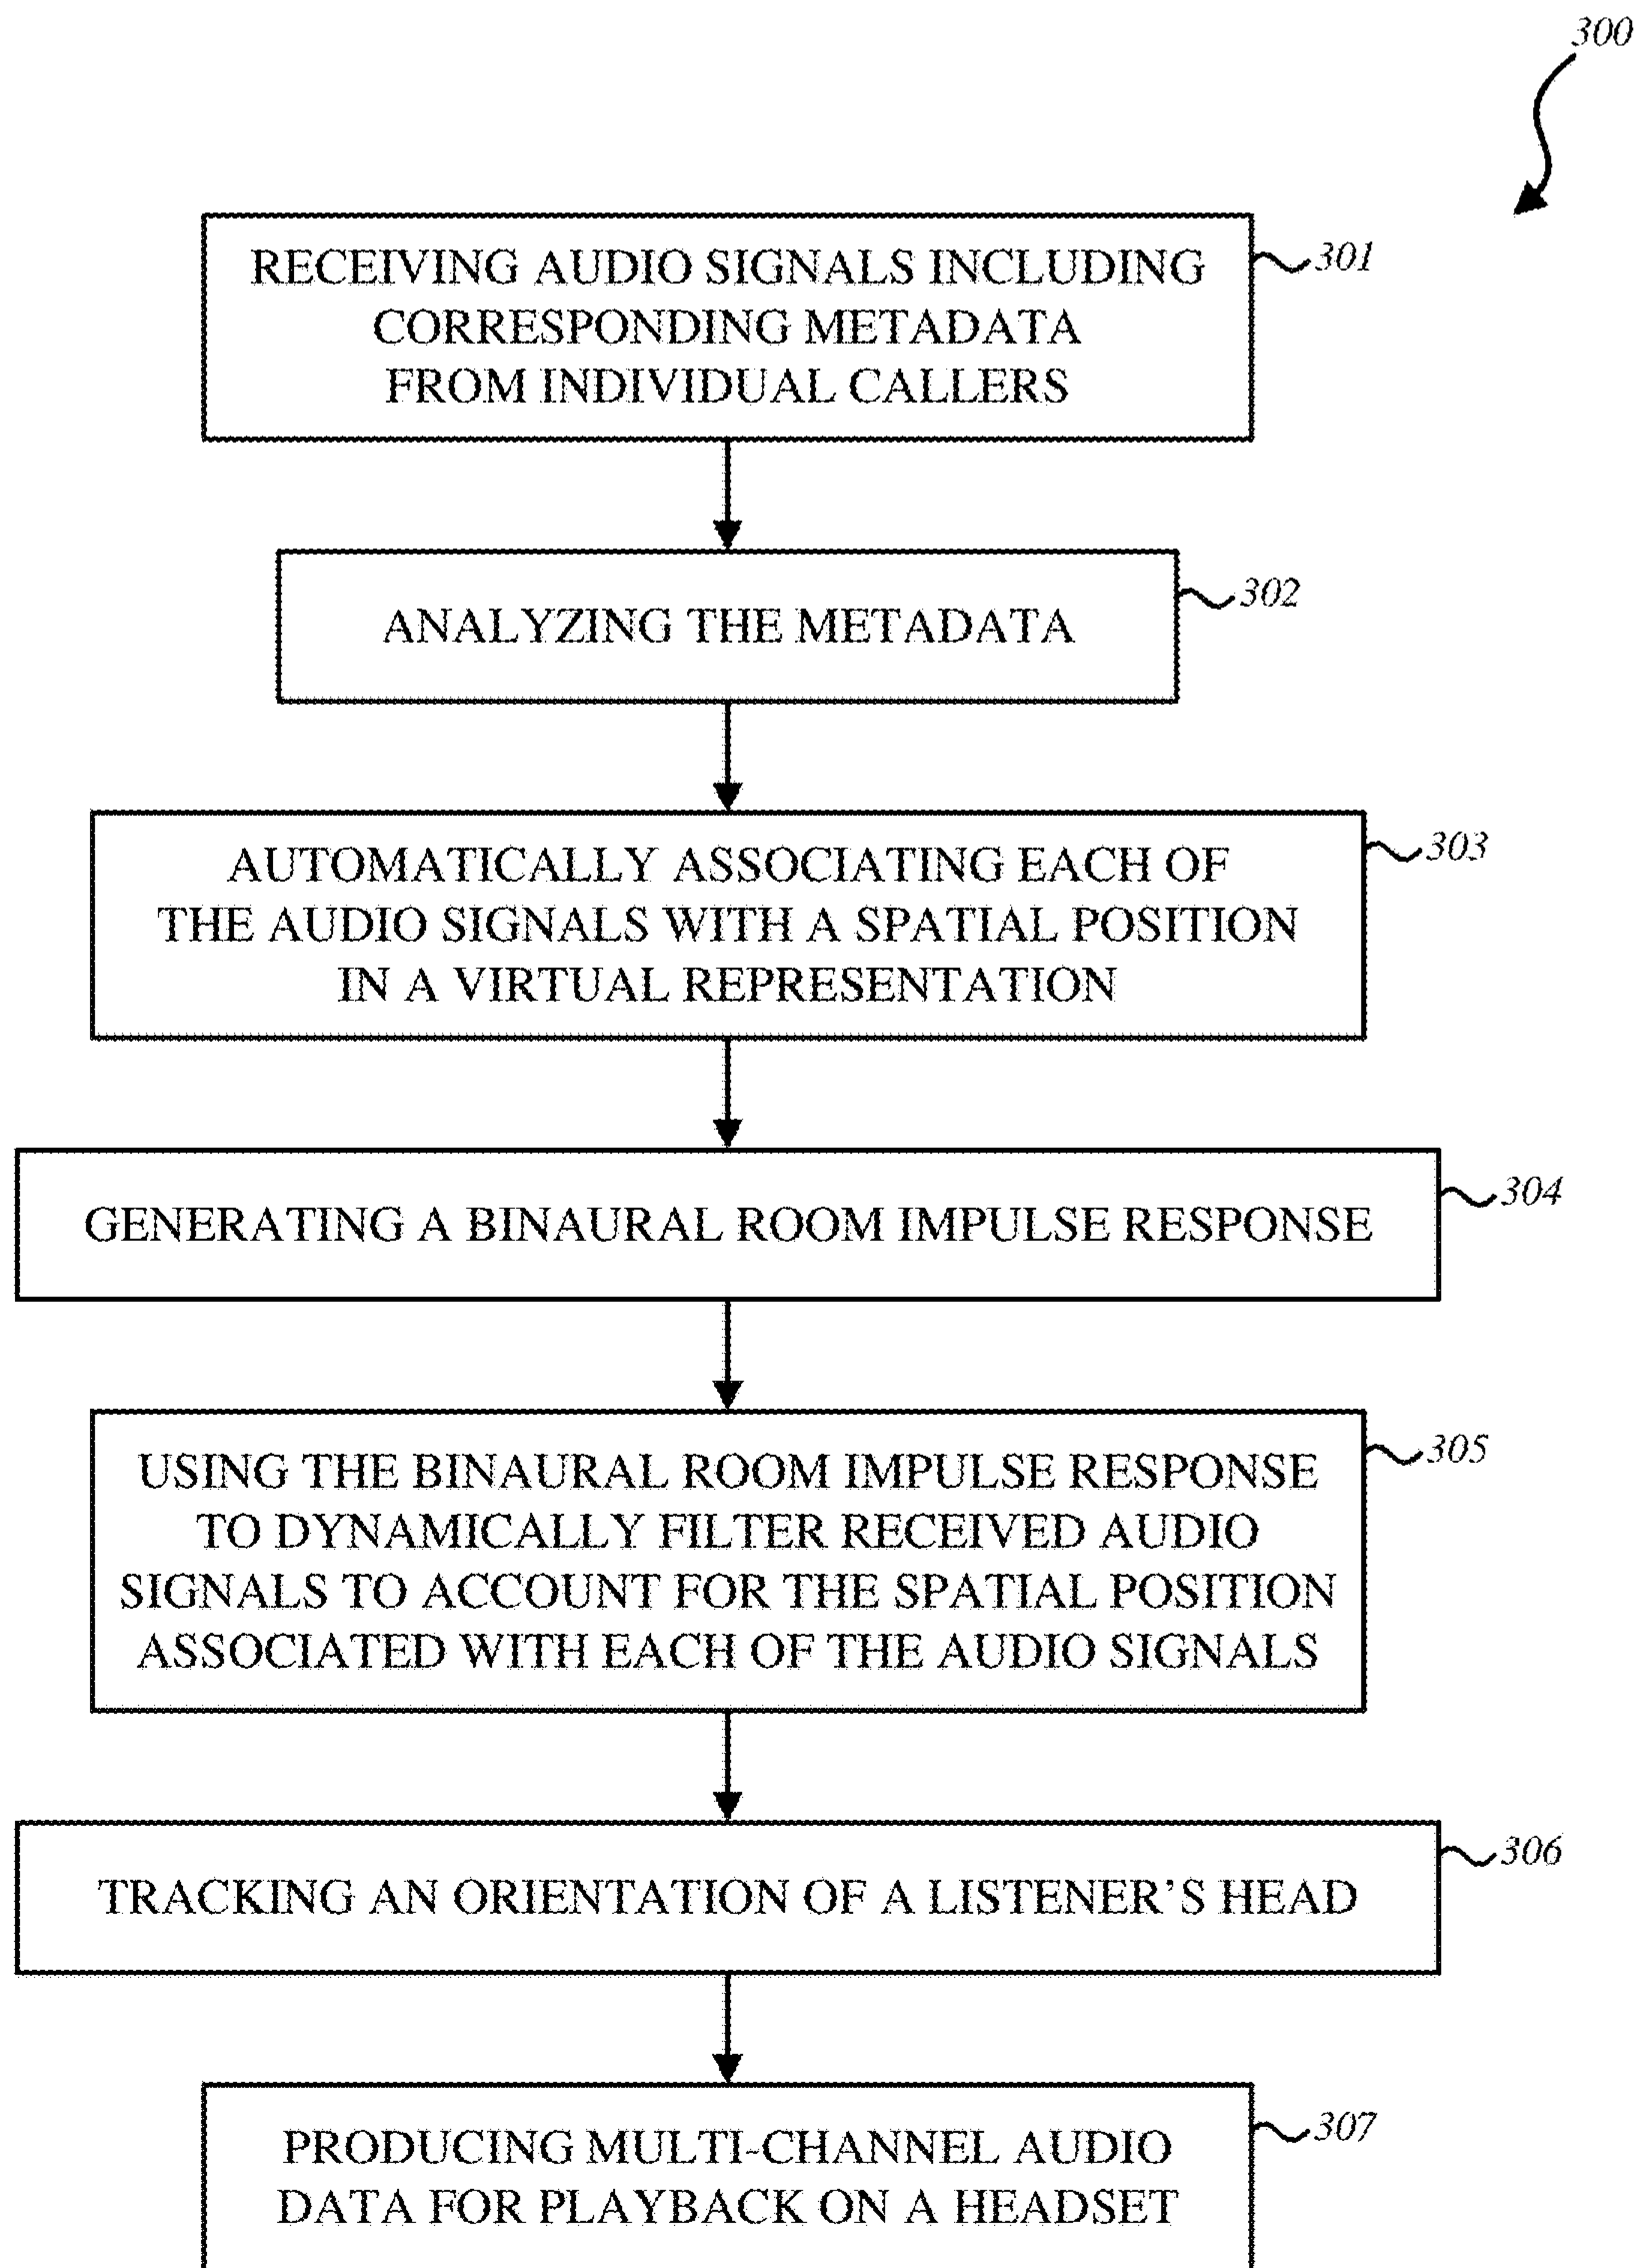 300
RECEIVING AUDIO SIGNALS INCLUDING
CORRESPONDING METADATA
FROM INDIVIDUAL CALLERS
301
ANALYZING THE METADATA
302
AUTOMATICALLY ASSOCIATING EACH OF
THE AUDIO SIGNALS WITH A SPATIAL POSITION
IN A VIRTUAL REPRESENTATION
303
GENERATING A BINAURAL ROOM IMPULSE RESPONSE
304
USING THE BINAURAL ROOM IMPULSE RESPONSE
TO DYNAMICALLY FILTER RECEIVED AUDIO
SIGNALS TO ACCOUNT FOR THE SPATIAL POSITION
ASSOCIATED WITH EACH OF THE AUDIO SIGNALS
305
TRACKING AN ORIENTATION OF A LISTENER'S HEAD
306
PRODUCING MULTI-CHANNEL AUDIO
DATA FOR PLAYBACK ON A HEADSET
307